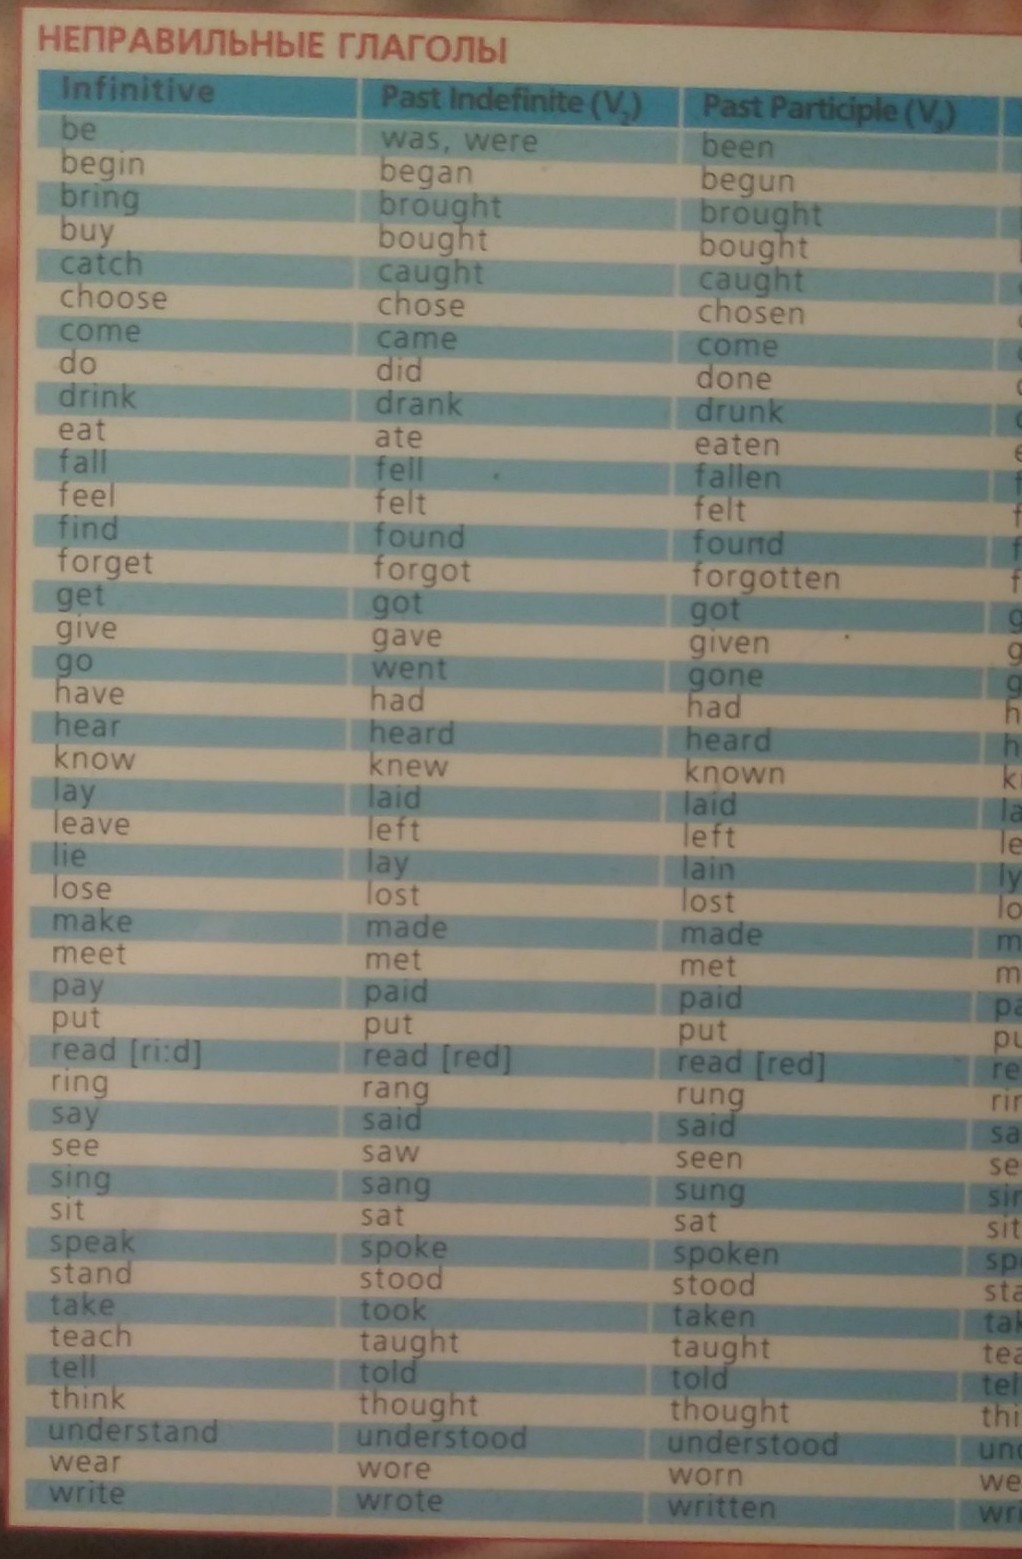 НЕПРАВИЛЬНЫЕ ГЛАГОЛЫ
Infinitive Past Indefinite (V₂) Past Participle (V₃)
be was, were been
begin began begun
bring brought brought
buy bought bought
catch caught caught
choose chose chosen
come came come
do did done
drink drank drunk
eat ate eaten
fall fell fallen
feel felt felt
find found found
forget forgot forgotten
get got got
give gave given
go went gone
have had had
hear heard heard
know knew known
lay laid laid
leave left left
lie lay lain
lose lost lost
make made made
meet met met
pay paid paid
put put put
read [ri:d] read [red] read [red]
ring rang rung
say said said
see saw seen
sing sang sung
sit sat sat
speak spoke spoken
stand stood stood
take took taken
teach taught taught
tell told told
think thought thought
understand understood understood
wear wore worn
write wrote written